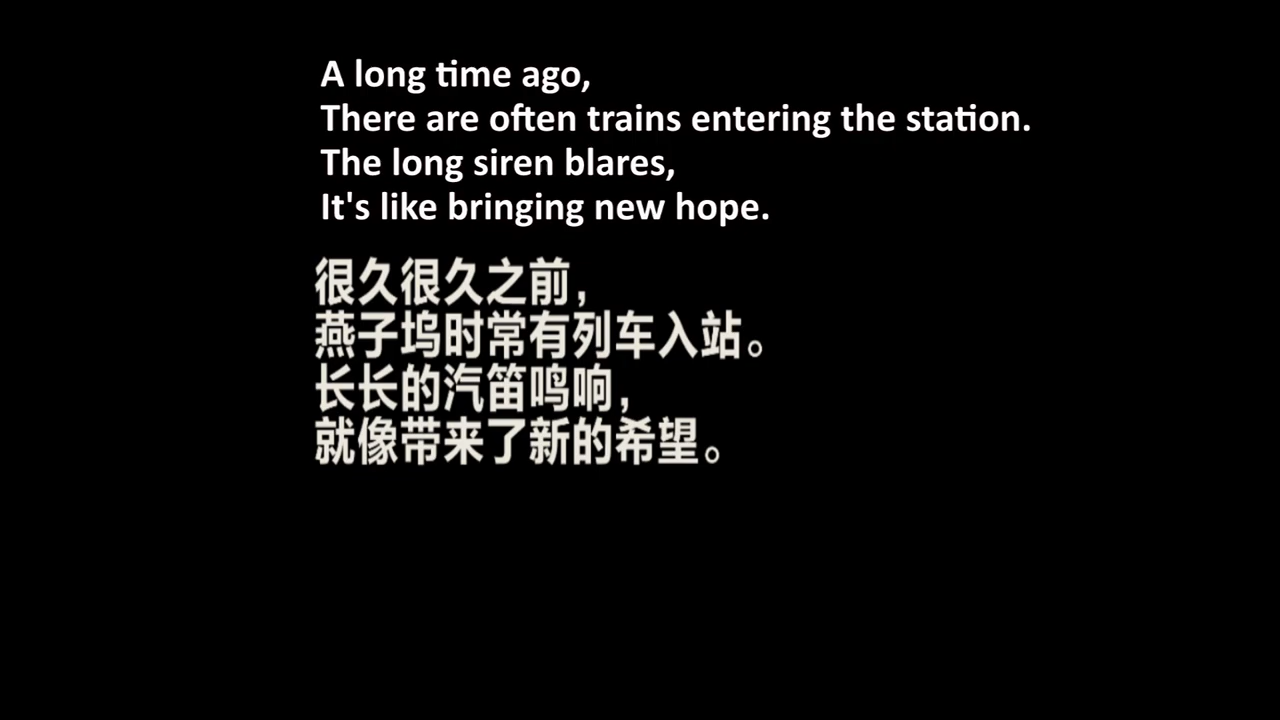 A long time ago,
There are often trains entering the station.
The long siren blares,
It's like bringing new hope.
很久很久之前，
燕子坞时常有列车入站。
长长的汽笛鸣响，
就像带来了新的希望。